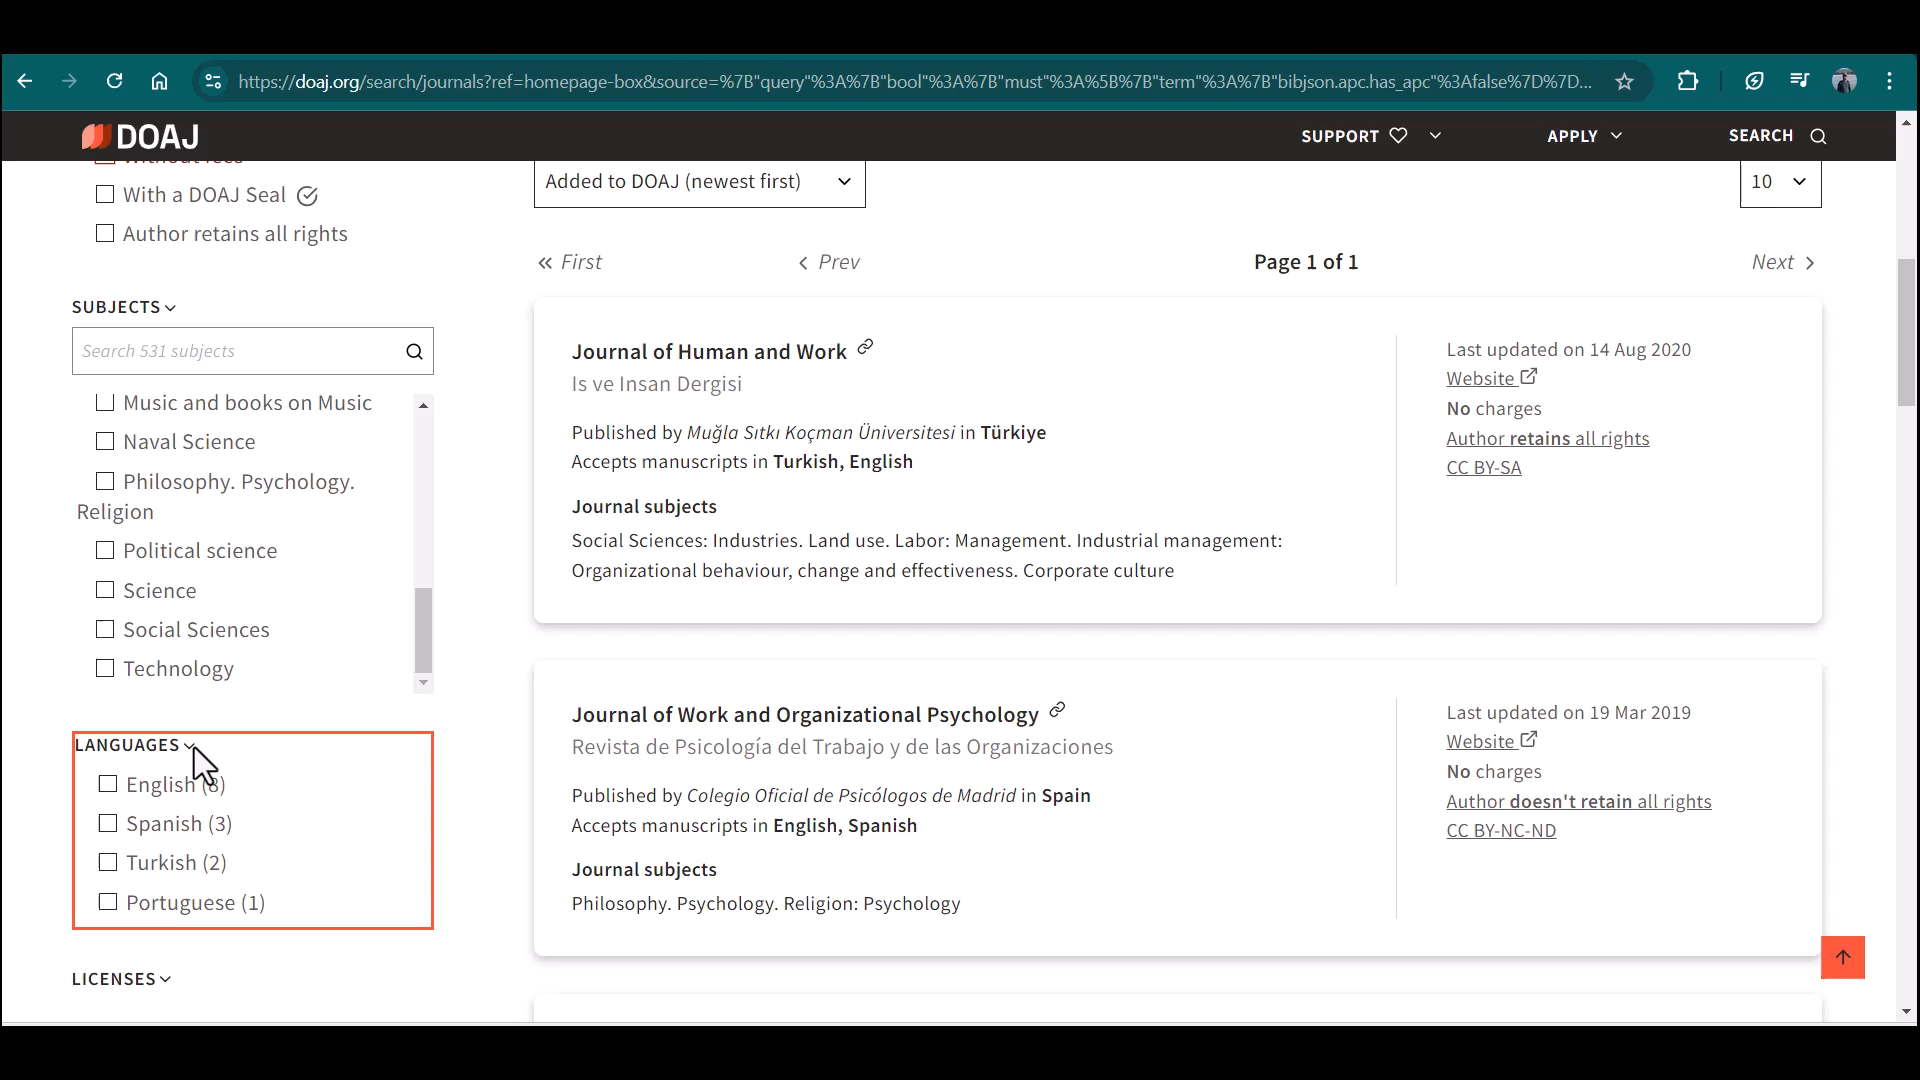 https://doaj.org/search/journals?ref=homepage-box&source=%7B"query"%3A%7B"bool"%3A%7B"must"%3A%5B%7B"term"%3A%7B"bibjson.apc.has_apc"%3Afalse%7D%7D...
DOAJ
SUPPORT
APPLY
SEARCH
Without fees
With a DOAJ Seal
Author retains all rights
SUBJECTS
Search 531 subjects
Music and books on Music
Naval Science
Philosophy. Psychology.
Religion
Political science
Science
Social Sciences
Technology
LANGUAGES
English (8)
Spanish (3)
Turkish (2)
Portuguese (1)
LICENSES
Added to DOAJ (newest first)
10
« First
‹ Prev
Page 1 of 1
Next ›
Journal of Human and Work
Is ve Insan Dergisi
Published by Muğla Sıtkı Koçman Üniversitesi in Türkiye
Accepts manuscripts in Turkish, English
Journal subjects
Social Sciences: Industries. Land use. Labor: Management. Industrial management:
Organizational behaviour, change and effectiveness. Corporate culture
Last updated on 14 Aug 2020
Website
No charges
Author retains all rights
CC BY-SA
Journal of Work and Organizational Psychology
Revista de Psicología del Trabajo y de las Organizaciones
Published by Colegio Oficial de Psicólogos de Madrid in Spain
Accepts manuscripts in English, Spanish
Journal subjects
Philosophy. Psychology. Religion: Psychology
Last updated on 19 Mar 2019
Website
No charges
Author doesn't retain all rights
CC BY-NC-ND